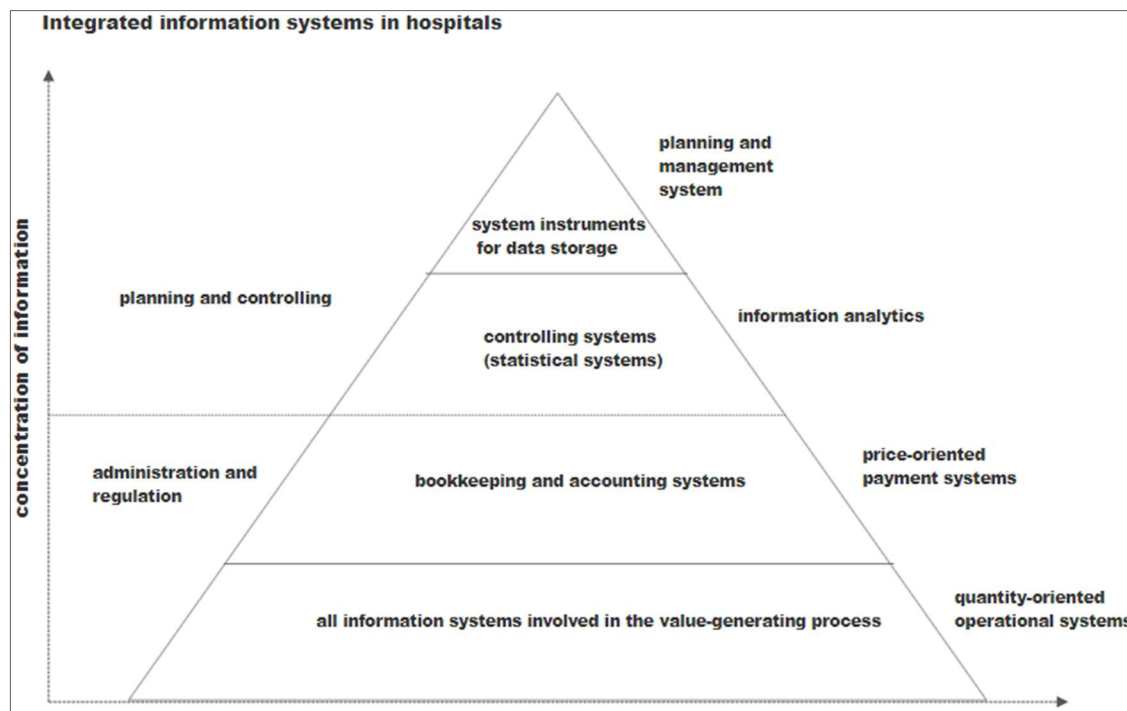 Integrated information systems in hospitals
planning and
management
system
system instruments
for data storage
planning and controlling
information analytics
controlling systems
(statistical systems)
concentration of information
administration and
regulation
bookkeeping and accounting systems
price-oriented
payment systems
all information systems involved in the value-generating process
quantity-oriented
operational systems